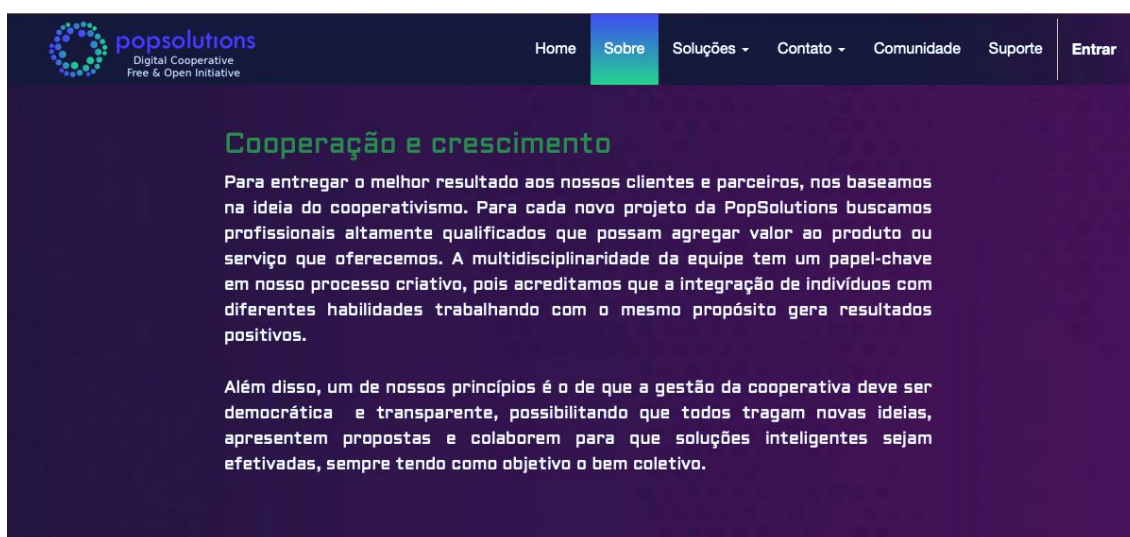 popsolutions
Digital Cooperative
Free & Open Initiative
Home Sobre Soluções Contato Comunidade Suporte Entrar
Cooperação e crescimento
Para entregar o melhor resultado aos nossos clientes e parceiros, nos baseamos
na ideia do cooperativismo. Para cada novo projeto da PopSolutions buscamos
profissionais altamente qualificados que possam agregar valor ao produto ou
serviço que oferecemos. A multidisciplinaridade da equipe tem um papel-chave
em nosso processo criativo, pois acreditamos que a integração de indivíduos com
diferentes habilidades trabalhando com o mesmo propósito gera resultados
positivos.
Além disso, um de nossos princípios é o de que a gestão da cooperativa deve ser
democrática e transparente, possibilitando que todos tragam novas ideias,
apresentem propostas e colaborem para que soluções inteligentes sejam
efetivadas, sempre tendo como objetivo o bem coletivo.